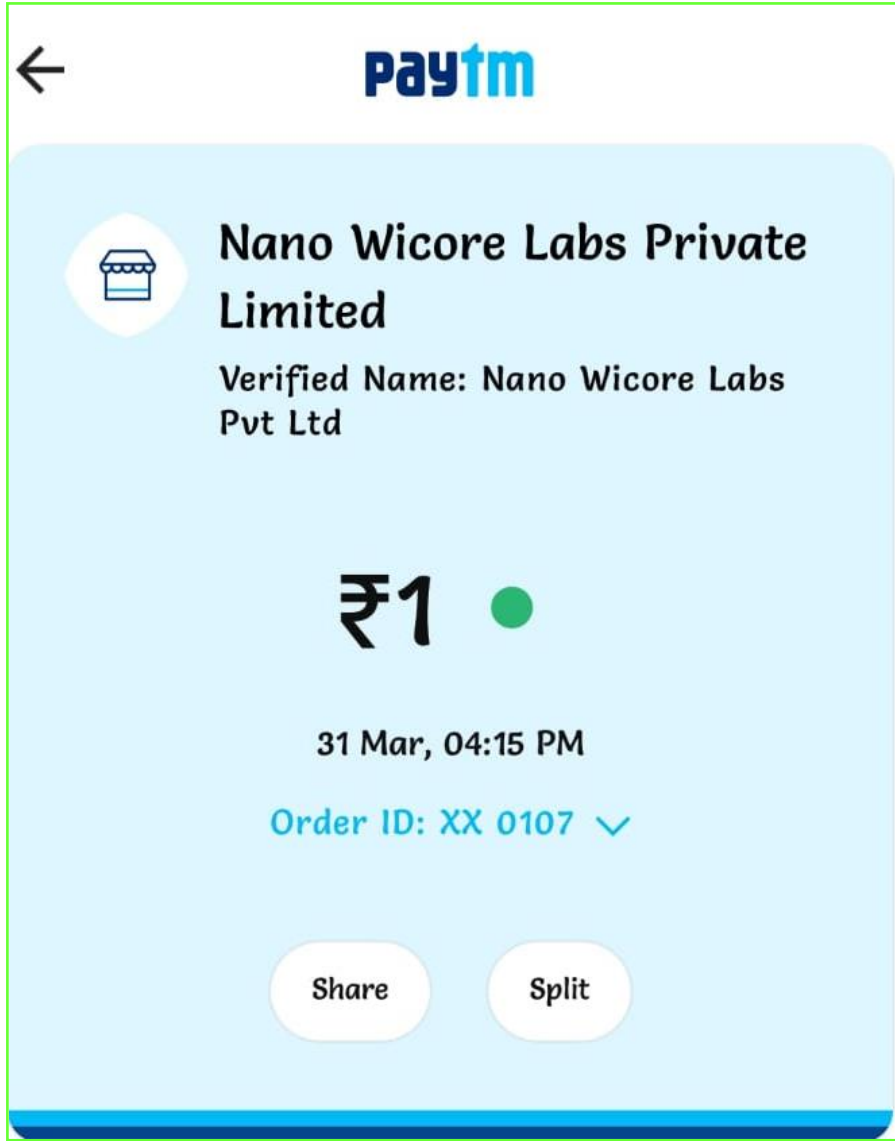 paytm
Nano Wicore Labs Private
Limited
Verified Name: Nano Wicore Labs
Pvt Ltd
₹1
31 Mar, 04:15 PM
Order ID: XX 0107
Share
Split